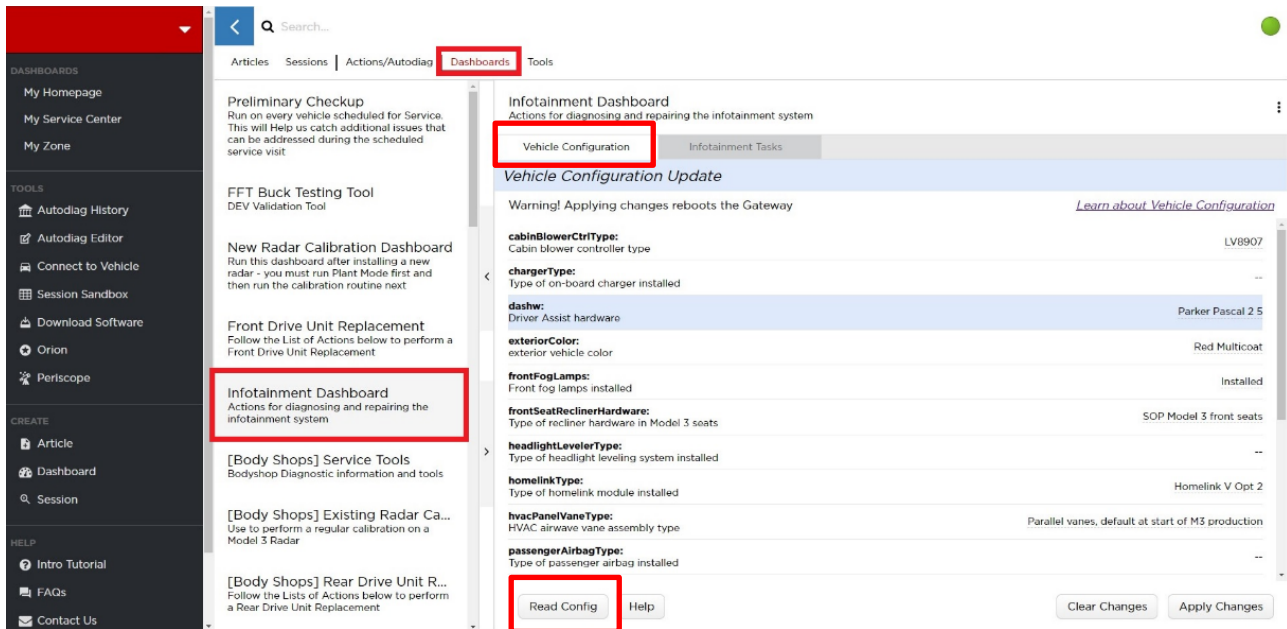 Search...
Articles Sessions Actions/Autodiag Dashboards Tools
DASHBOARDS
My Homepage
My Service Center
My Zone
TOOLS
Autodiag History
Autodiag Editor
Connect to Vehicle
Session Sandbox
Download Software
Orion
Periscope
CREATE
Article
Dashboard
Session
HELP
Intro Tutorial
FAQs
Contact Us
Preliminary Checkup
Run on every vehicle scheduled for Service.
This will Help us catch additional issues that
can be addressed during the scheduled
service visit
FFT Buck Testing Tool
DEV Validation Tool
New Radar Calibration Dashboard
Run this dashboard after installing a new
radar - you must run Plant Mode first and
then run the calibration routine next
Front Drive Unit Replacement
Follow the List of Actions below to perform a
Front Drive Unit Replacement
Infotainment Dashboard
Actions for diagnosing and repairing the
infotainment system
[Body Shops] Service Tools
Bodyshop Diagnostic information and tools
[Body Shops] Existing Radar Ca...
Use to perform a regular calibration on a
Model 3 Radar
[Body Shops] Rear Drive Unit R...
Follow the Lists of Actions below to perform
a Rear Drive Unit Replacement
Infotainment Dashboard
Actions for diagnosing and repairing the infotainment system
Vehicle Configuration Infotainment Tasks
Vehicle Configuration Update
Warning! Applying changes reboots the Gateway Learn about Vehicle Configuration
cabinBlowerCtrlType:
Cabin blower controller type LV8907
chargerType:
Type of on-board charger installed --
dashw:
Driver Assist hardware Parker Pascal 2 5
exteriorColor:
exterior vehicle color Red Multicoat
frontFogLamps:
Front fog lamps installed Installed
frontSeatReclinerHardware:
Type of recliner hardware in Model 3 seats SOP Model 3 front seats
headlightLevelerType:
Type of headlight leveling system installed --
homelinkType:
Type of homelink module installed Homelink V Opt 2
hvacPanelVaneType:
HVAC airwave vane assembly type Parallel vanes, default at start of M3 production
passengerAirbagType:
Type of passenger airbag installed --
Read Config Help Clear Changes Apply Changes